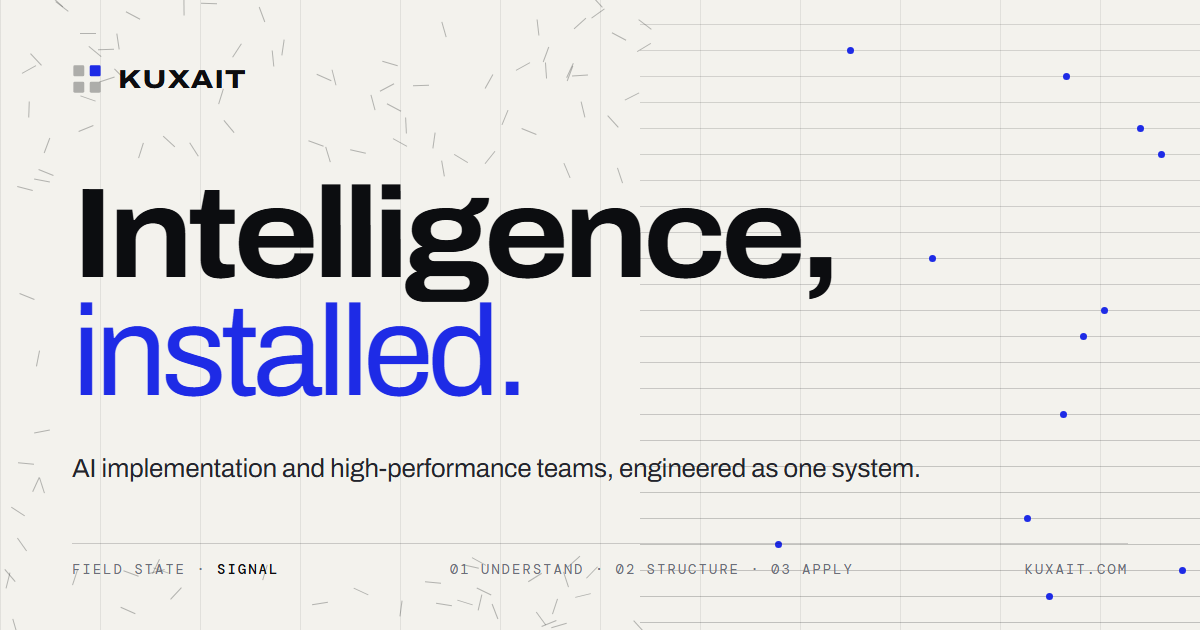 KUXAIT
Intelligence,
installed.
AI implementation and high-performance teams, engineered as one system.
FIELD STATE · SIGNAL
01 UNDERSTAND · 02 STRUCTURE · 03 APPLY
KUXAIT.COM